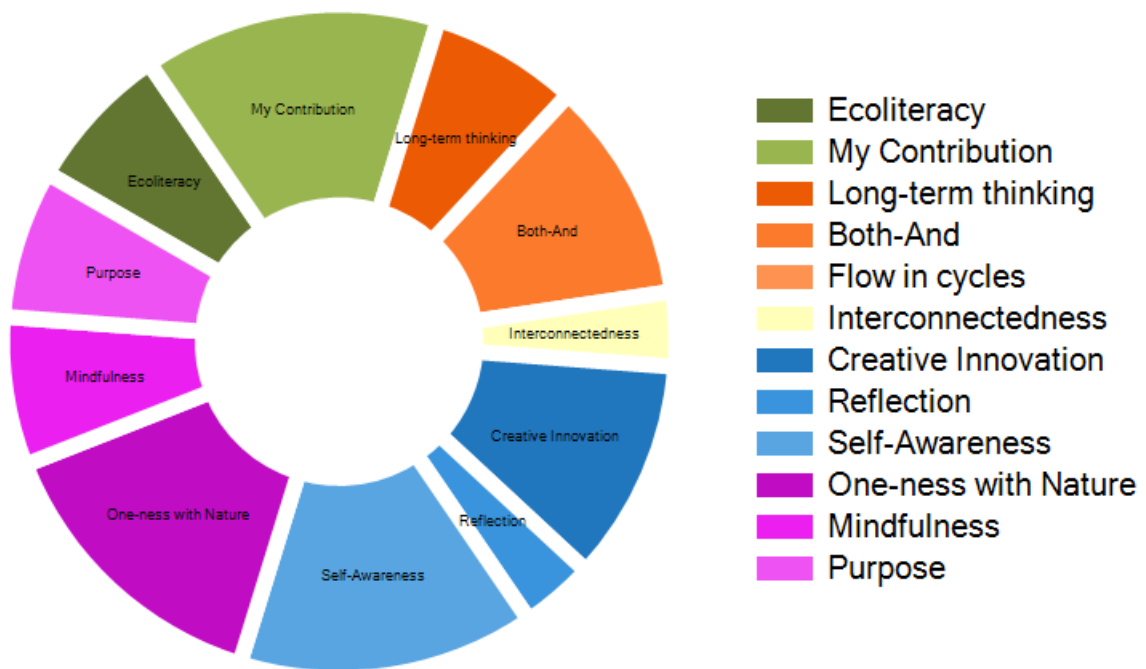 My Contribution
Long-term thinking
Ecoliteracy
Both-And
Purpose
Interconnectedness
Mindfulness
Creative Innovation
One-ness with Nature
Reflection
Self-Awareness
Ecoliteracy
My Contribution
Long-term thinking
Both-And
Flow in cycles
Interconnectedness
Creative Innovation
Reflection
Self-Awareness
One-ness with Nature
Mindfulness
Purpose